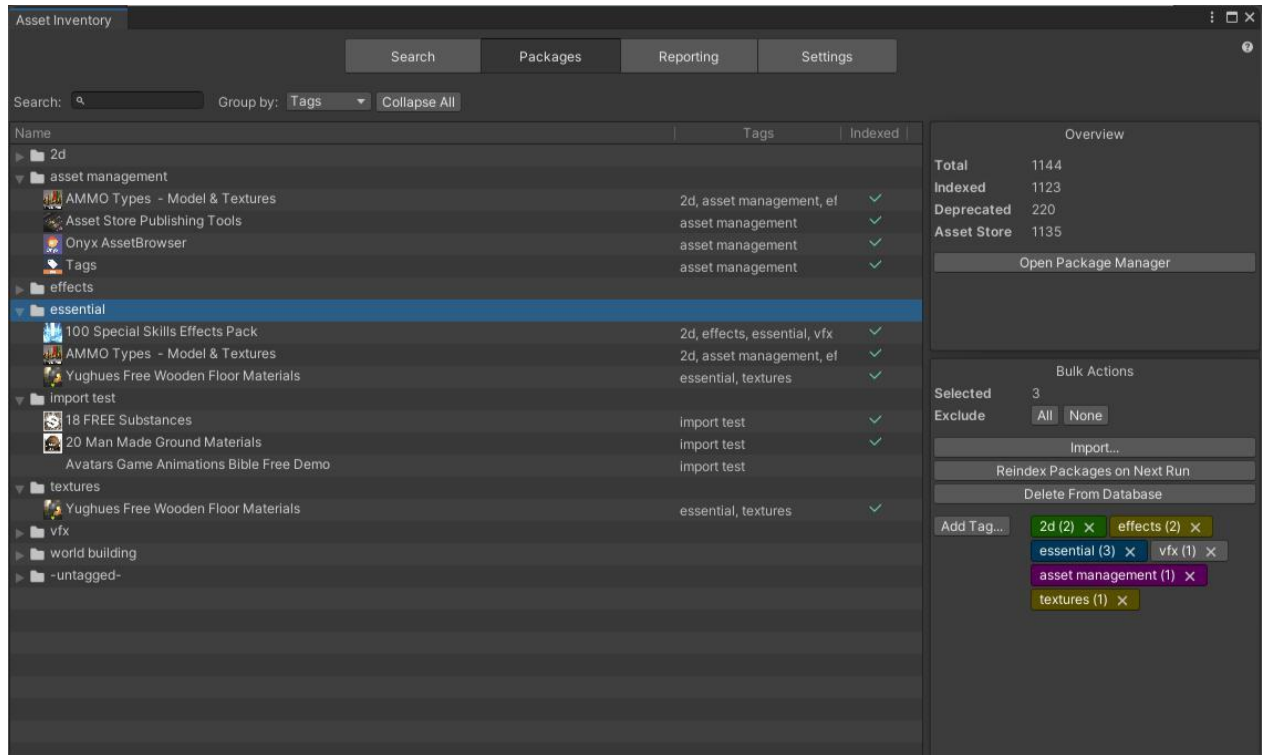 Asset Inventory
Search Packages Reporting Settings
Search: Group by: Tags Collapse All
Name Tags Indexed
2d
asset management
AMMO Types - Model & Textures 2d, asset management, ef
Asset Store Publishing Tools asset management
Onyx AssetBrowser asset management
Tags asset management
effects
essential
100 Special Skills Effects Pack 2d, effects, essential, vfx
AMMO Types - Model & Textures 2d, asset management, ef
Yughues Free Wooden Floor Materials essential, textures
import test
18 FREE Substances import test
20 Man Made Ground Materials import test
Avatars Game Animations Bible Free Demo import test
textures
Yughues Free Wooden Floor Materials essential, textures
vfx
world building
-untagged-
Overview
Total 1144
Indexed 1123
Deprecated 220
Asset Store 1135
Open Package Manager
Bulk Actions
Selected 3
Exclude All None
Import...
Reindex Packages on Next Run
Delete From Database
Add Tag... 2d (2) × effects (2) ×
essential (3) × vfx (1) ×
asset management (1) ×
textures (1) ×